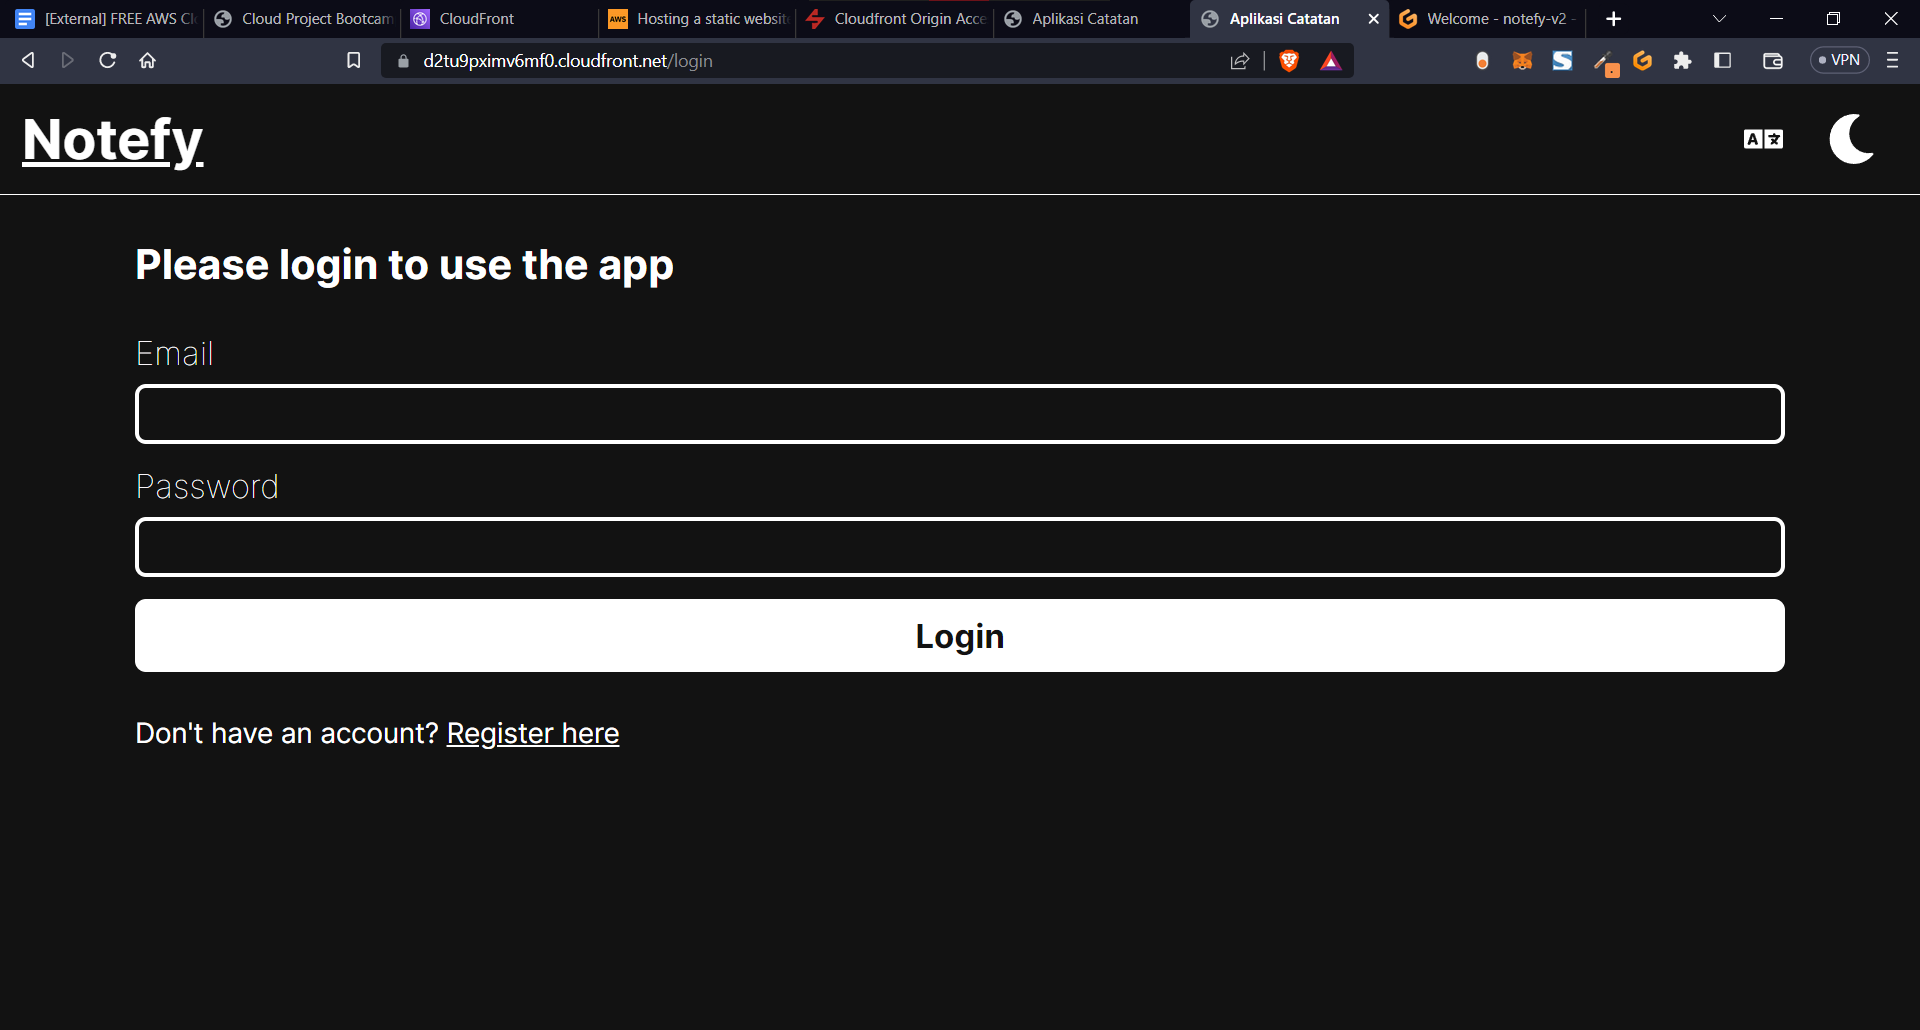 [External] FREE AWS Cl
Cloud Project Bootcam
CloudFront
AWS Hosting a static websit
Cloudfront Origin Acce
Aplikasi Catatan
Aplikasi Catatan
Welcome - notefy-v2 -
d2tu9pximv6mf0.cloudfront.net/login
VPN
Notefy
Please login to use the app
Email
Password
Login
Don't have an account? Register here